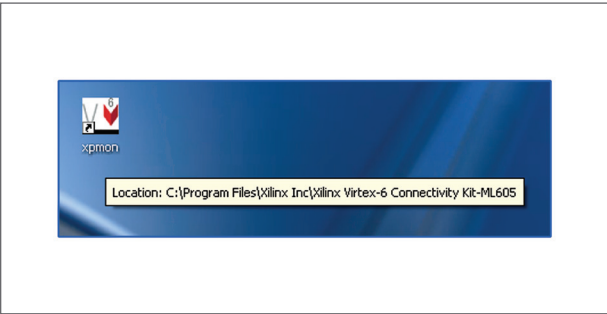 6
xpmon
Location: C:\Program Files\Xilinx Inc\Xilinx Virtex-6 Connectivity Kit-ML605